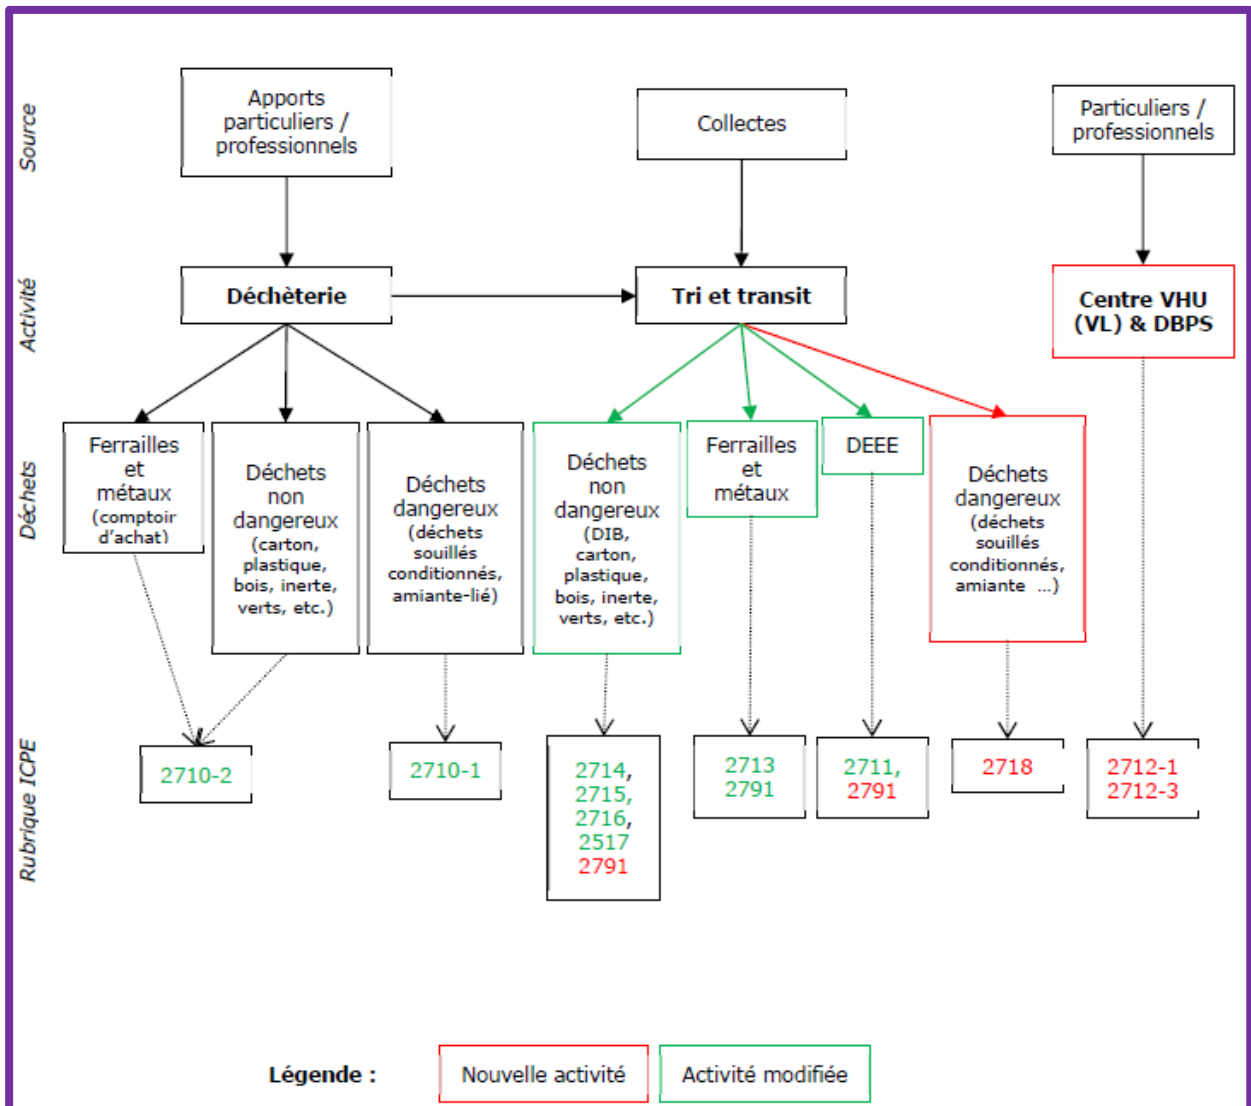 Source
Apports
particuliers /
professionnels
Collectes
Particuliers /
professionnels
Activité
Déchèterie
Tri et transit
Centre VHU
(VL) & DBPS
Déchets
Ferrailles
et
métaux
(comptoir
d'achat)
Déchets
non
dangereux
(carton,
plastique,
bois, inerte,
verts, etc.)
Déchets
dangereux
(déchets
souillés
conditionnés,
amiante-lié)
Déchets
non
dangereux
(DIB,
carton,
plastique,
bois, inerte,
verts, etc.)
Ferrailles
et
métaux
DEEE
Déchets
dangereux
(déchets
souillés
conditionnés,
amiante ...)
Rubrique ICPE
2710-2
2710-1
2714,
2715,
2716,
2517
2791
2713
2791
2711,
2791
2718
2712-1
2712-3
Légende :
Nouvelle activité
Activité modifiée